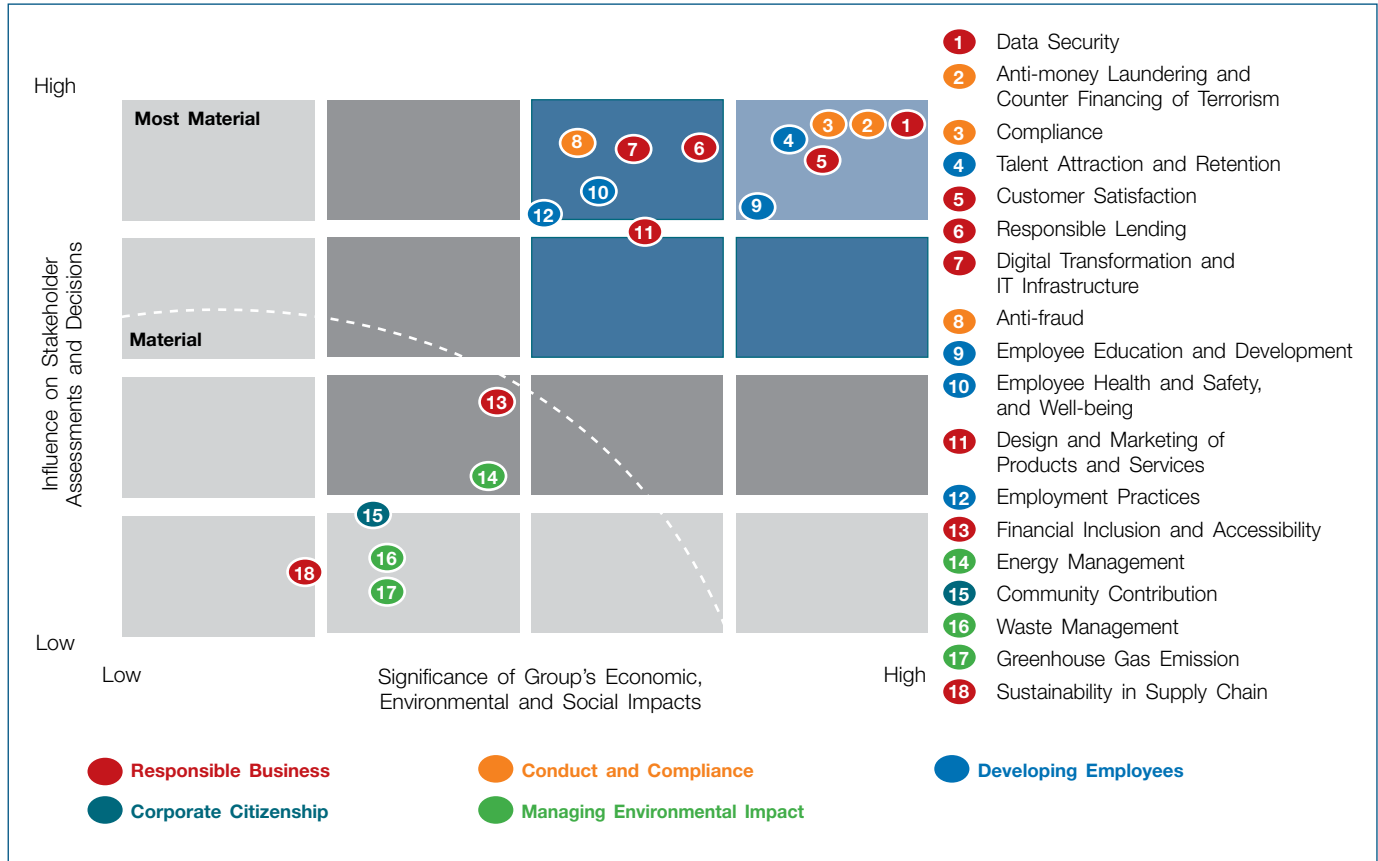 High
Most Material
Material
Low
Influence on Stakeholder
Assessments and Decisions
Low
Significance of Group's Economic,
Environmental and Social Impacts
High
8
7
6
10
12
11
4
3
2
1
5
9
13
14
15
16
17
18
1 Data Security
2 Anti-money Laundering and
Counter Financing of Terrorism
3 Compliance
4 Talent Attraction and Retention
5 Customer Satisfaction
6 Responsible Lending
7 Digital Transformation and
IT Infrastructure
8 Anti-fraud
9 Employee Education and Development
10 Employee Health and Safety,
and Well-being
11 Design and Marketing of
Products and Services
12 Employment Practices
13 Financial Inclusion and Accessibility
14 Energy Management
15 Community Contribution
16 Waste Management
17 Greenhouse Gas Emission
18 Sustainability in Supply Chain
Responsible Business
Conduct and Compliance
Developing Employees
Corporate Citizenship
Managing Environmental Impact